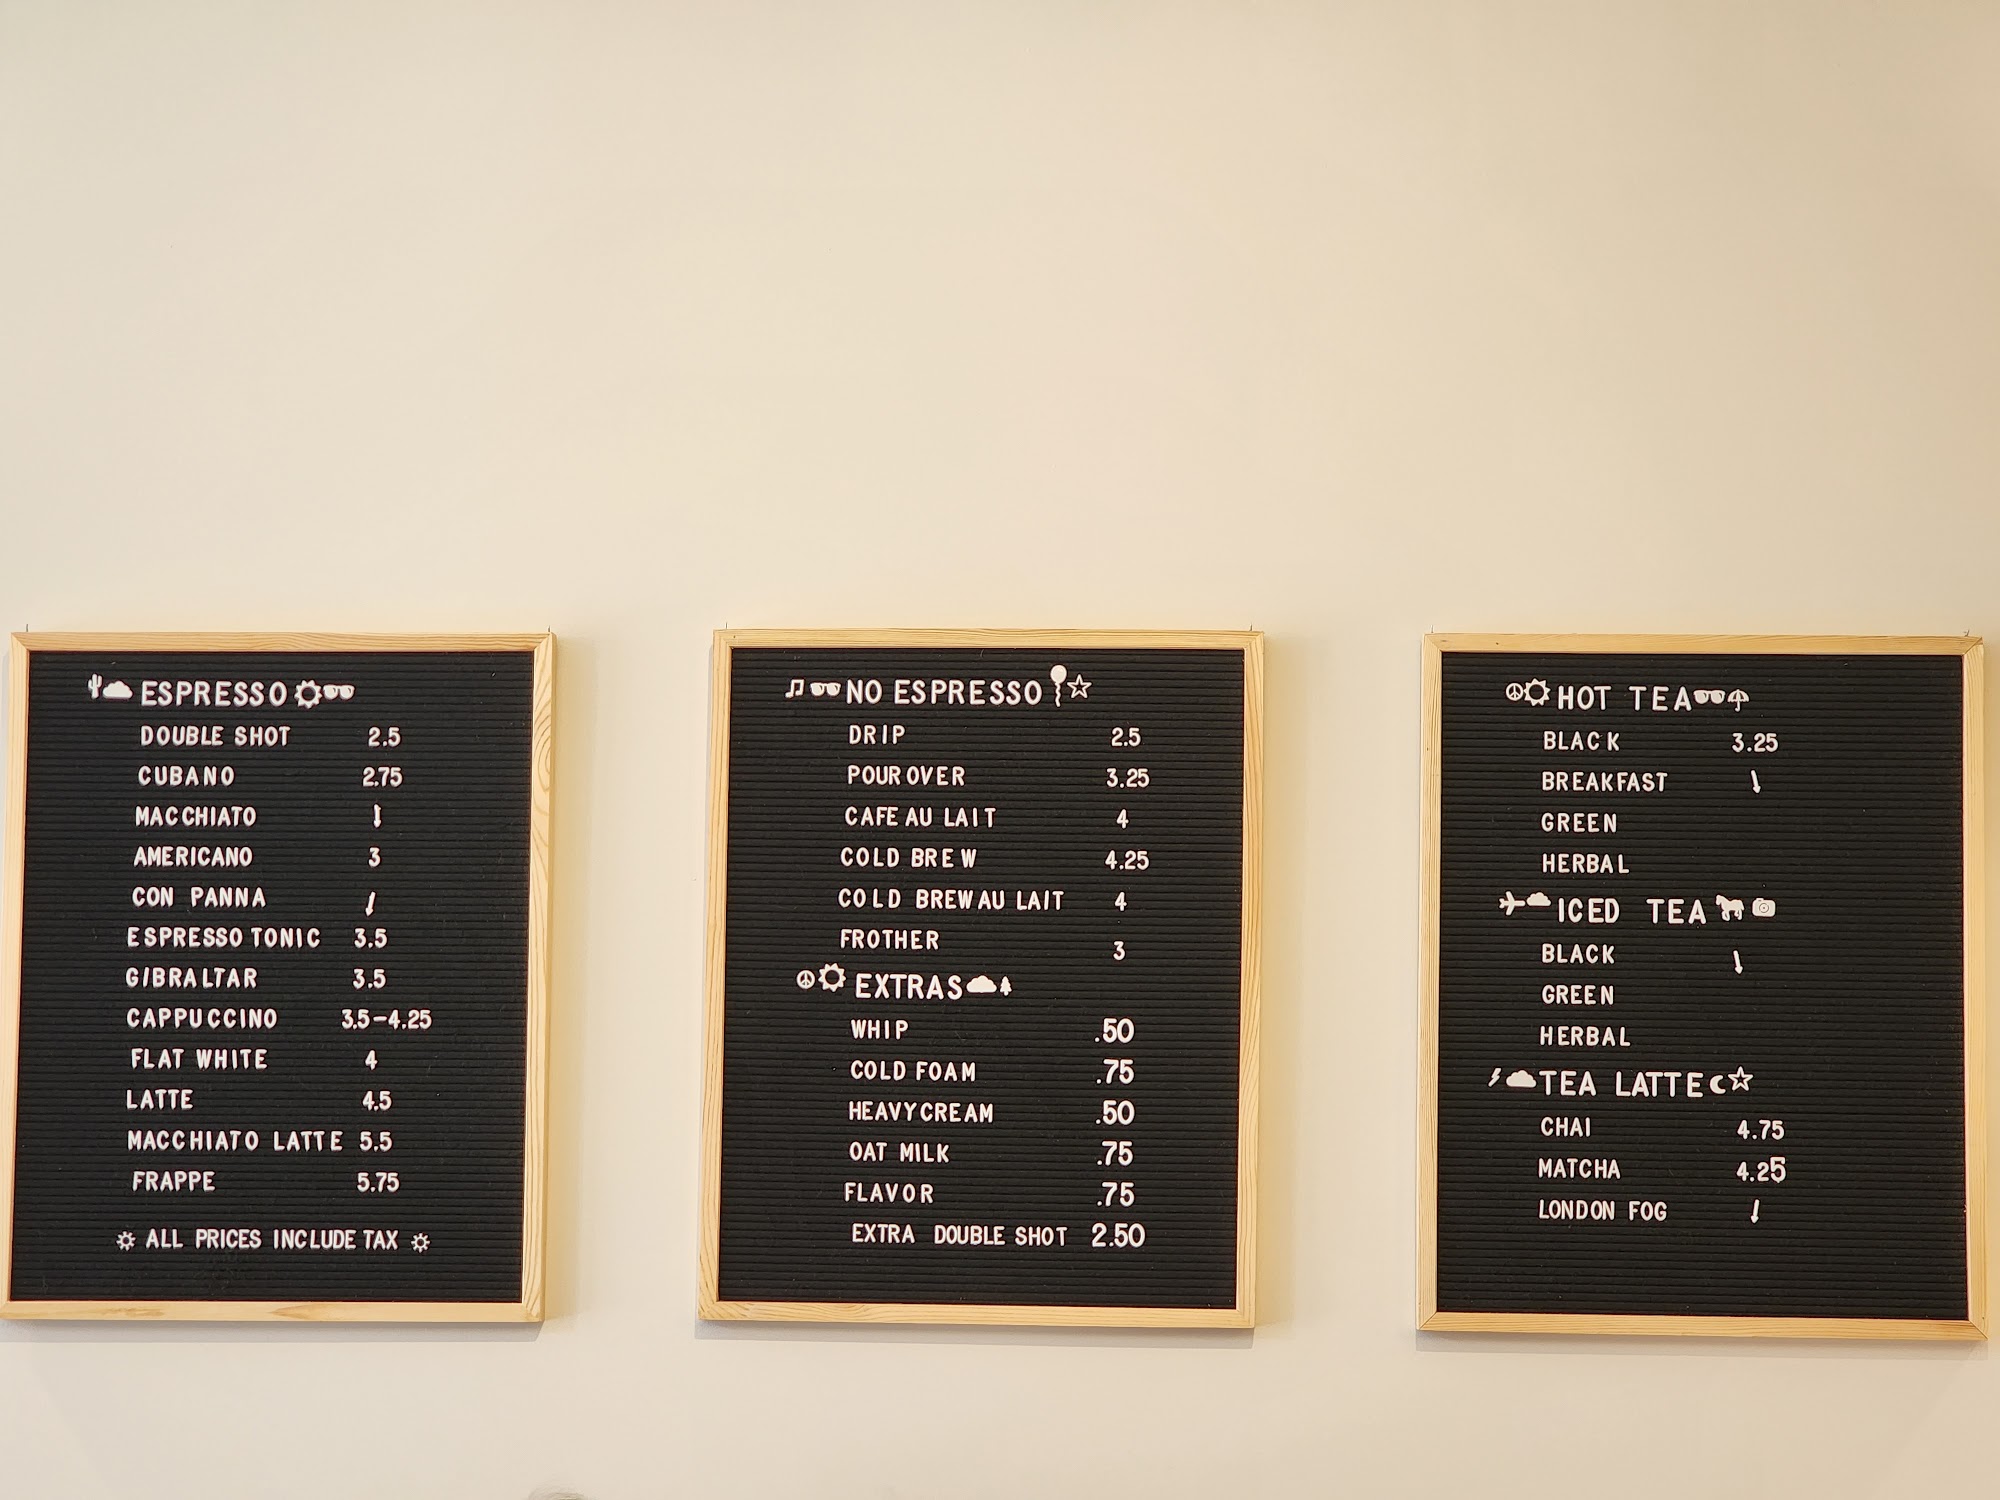 ESPRESSO
DOUBLE SHOT 2.5
CUBANO 2.75
MACCHIATO ↓
AMERICANO 3
CON PANNA ↓
ESPRESSO TONIC 3.5
GIBRALTAR 3.5
CAPPUCCINO 3.5-4.25
FLAT WHITE 4
LATTE 4.5
MACCHIATO LATTE 5.5
FRAPPE 5.75
ALL PRICES INCLUDE TAX
NO ESPRESSO
DRIP 2.5
POUR OVER 3.25
CAFE AU LAIT 4
COLD BREW 4.25
COLD BREW AU LAIT 4
FROTHER 3
EXTRAS
WHIP .50
COLD FOAM .75
HEAVY CREAM .50
OAT MILK .75
FLAVOR .75
EXTRA DOUBLE SHOT 2.50
HOT TEA
BLACK 3.25
BREAKFAST ↓
GREEN
HERBAL
ICED TEA
BLACK ↓
GREEN
HERBAL
TEA LATTE
CHAI 4.75
MATCHA 4.25
LONDON FOG ↓